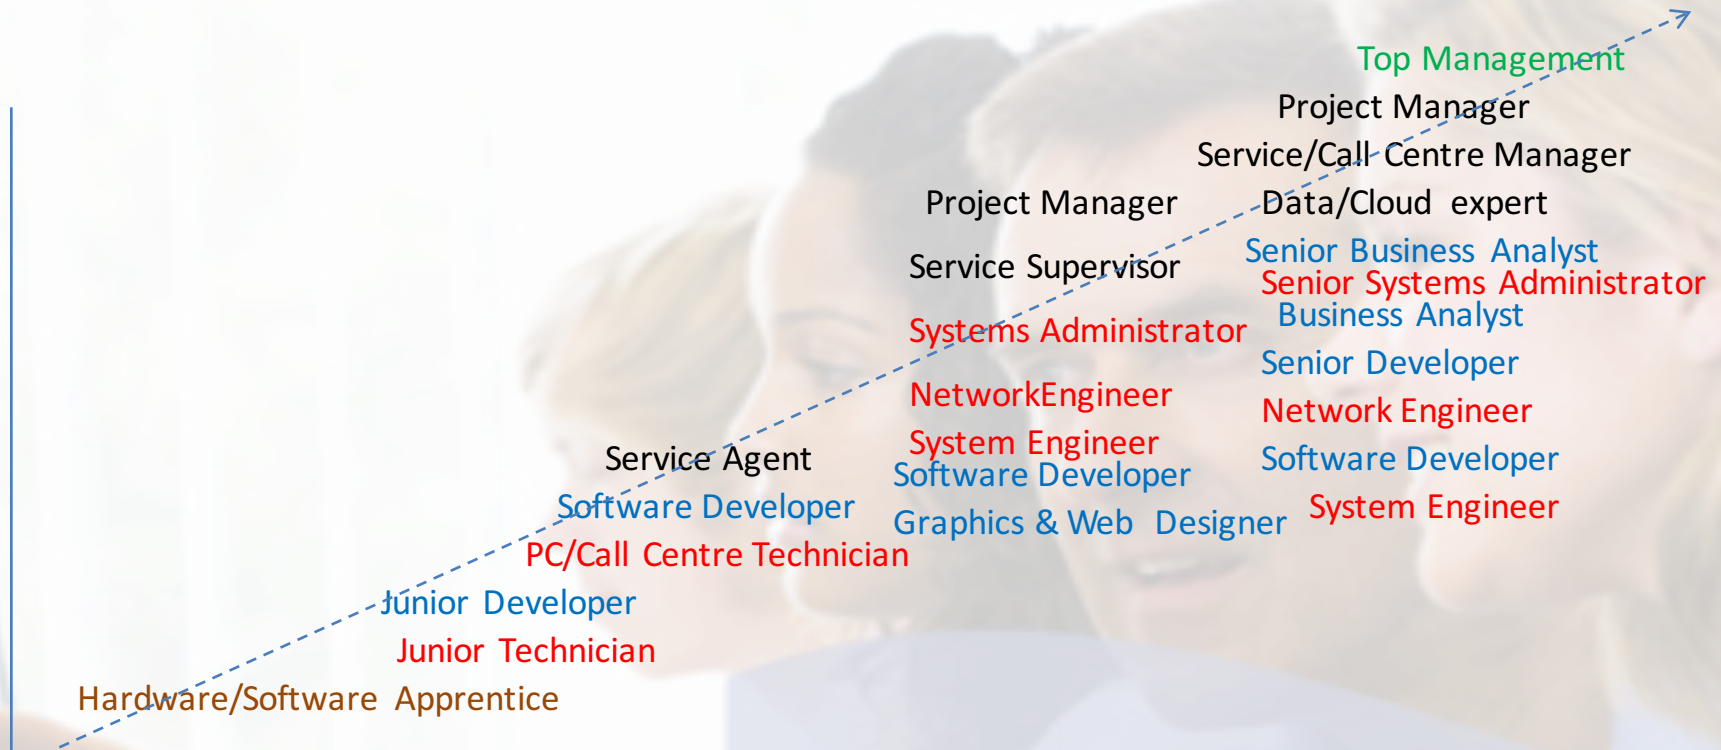 Top Management
Project Manager
Service/Call Centre Manager
Project Manager
Data/Cloud expert
Service Supervisor
Senior Business Analyst
Senior Systems Administrator
Systems Administrator
Business Analyst
Senior Developer
NetworkEngineer
Network Engineer
System Engineer
Service Agent
Software Developer
Software Developer
Software Developer
Graphics & Web Designer
System Engineer
PC/Call Centre Technician
Junior Developer
Junior Technician
Hardware/Software Apprentice